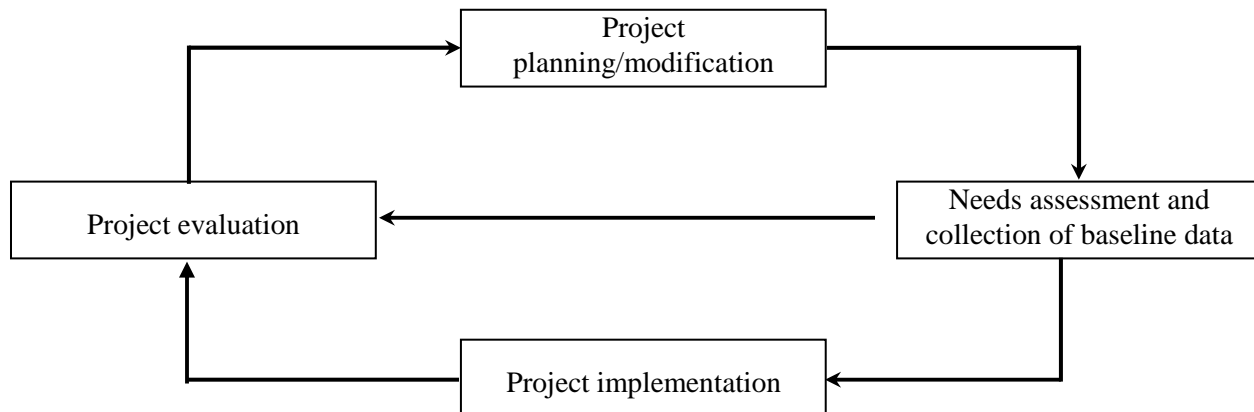 Project
planning/modification
Project evaluation
Needs assessment and
collection of baseline data
Project implementation